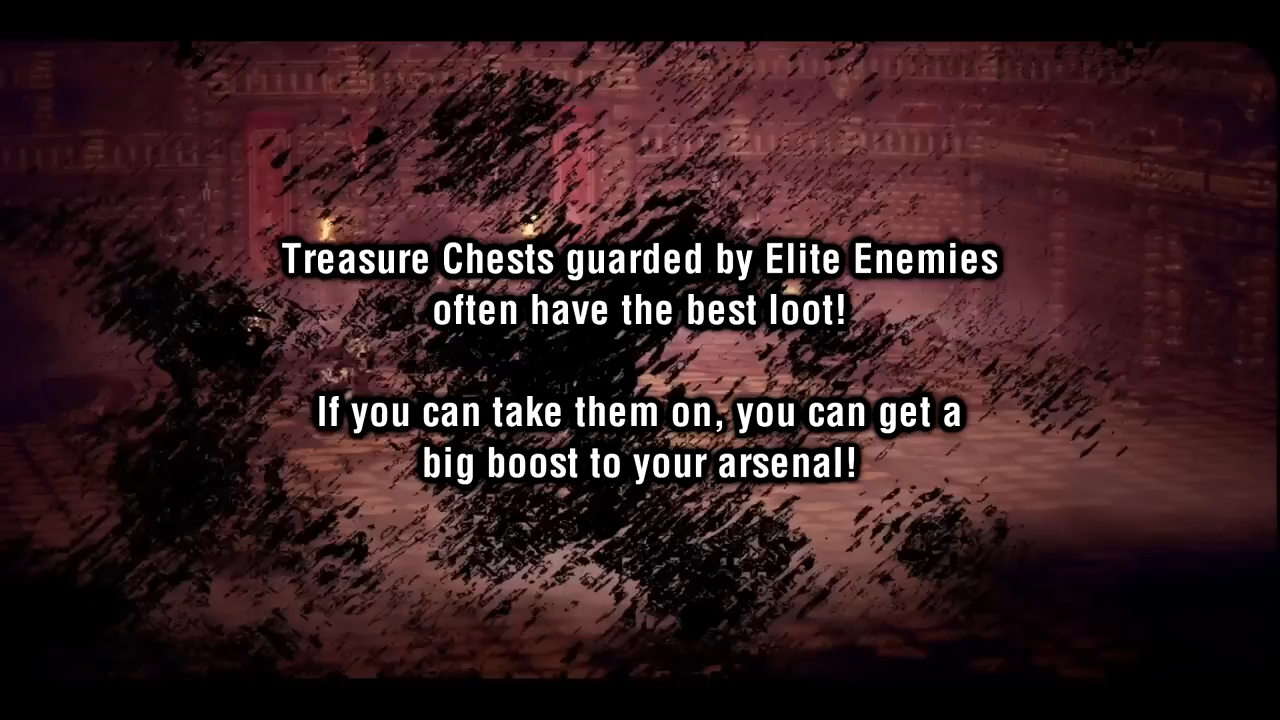 Treasure Chests guarded by Elite Enemies
often have the best loot!
If you can take them on, you can get a
big boost to your arsenal!